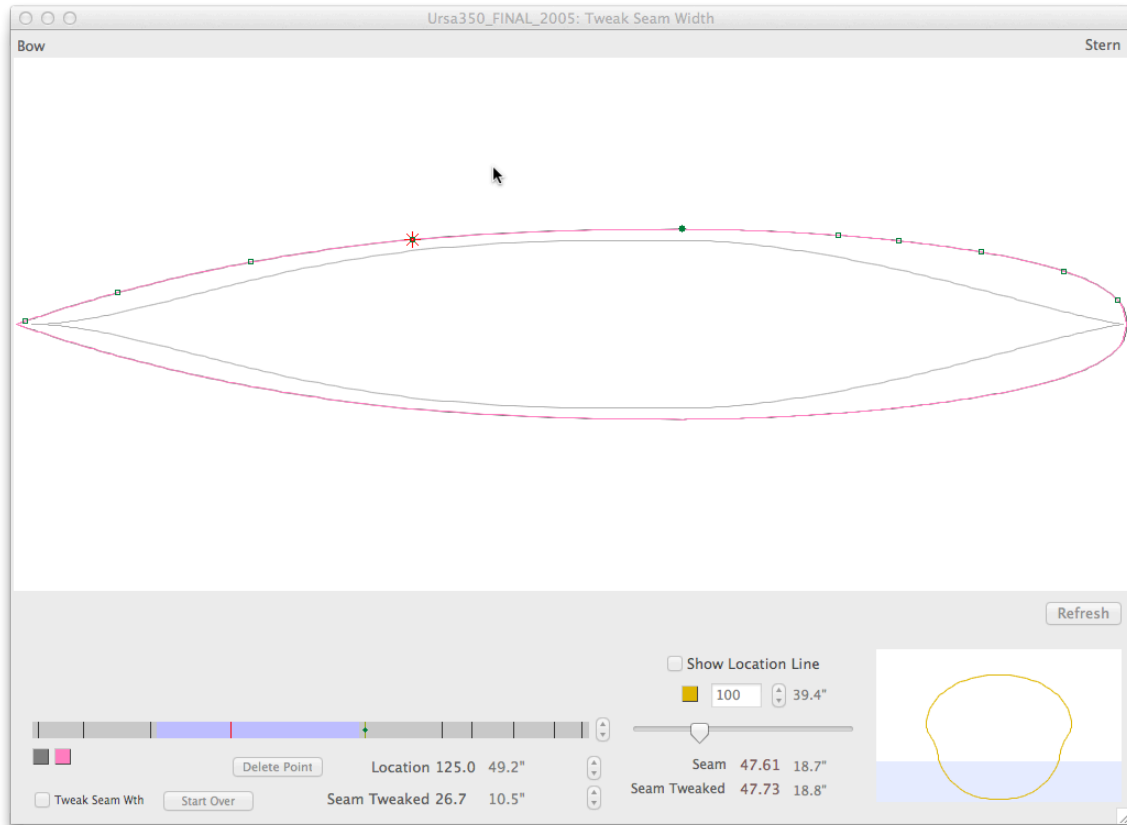 Ursa350_FINAL_2005: Tweak Seam Width
Bow Stern
Refresh
Show Location Line
100 39.4"
Delete Point Location 125.0 49.2" Seam 47.61 18.7"
Tweak Seam Wth Start Over Seam Tweaked 26.7 10.5" Seam Tweaked 47.73 18.8"